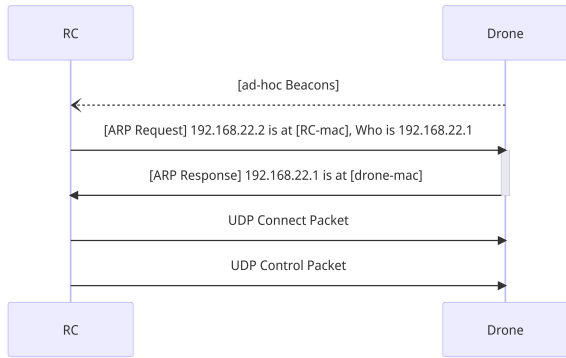 RC
Drone
[ad-hoc Beacons]
[ARP Request] 192.168.22.2 is at [RC-mac], Who is 192.168.22.1
[ARP Response] 192.168.22.1 is at [drone-mac]
UDP Connect Packet
UDP Control Packet
RC
Drone